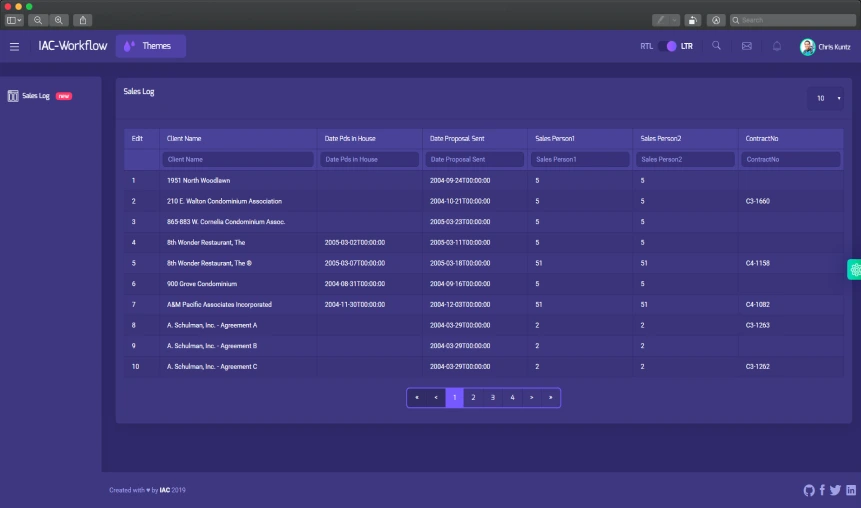 Search
IAC-Workflow Themes RTL LTR Chris Kuntz
Sales Log new
Sales Log
10
Edit Client Name Date Pds in House Date Proposal Sent Sales Person1 Sales Person2 ContractNo
Client Name Date Pds in House Date Proposal Sent Sales Person1 Sales Person2 ContractNo
1 1951 North Woodlawn 2004-09-24T00:00:00 5 5
2 210 E. Walton Condominium Association 2004-10-21T00:00:00 5 5 C3-1660
3 865-883 W. Cornelia Condominium Assoc. 2005-03-23T00:00:00 5 5
4 8th Wonder Restaurant, The 2005-03-02T00:00:00 2005-03-11T00:00:00 5 5
5 8th Wonder Restaurant, The ® 2005-03-07T00:00:00 2005-03-18T00:00:00 51 51 C4-1158
6 900 Grove Condominium 2004-08-31T00:00:00 2004-09-16T00:00:00 5 5
7 A&M Pacific Associates Incorporated 2004-11-30T00:00:00 2004-12-03T00:00:00 51 51 C4-1082
8 A. Schulman, Inc. - Agreement A 2004-03-29T00:00:00 2 2 C3-1263
9 A. Schulman, Inc. - Agreement B 2004-03-29T00:00:00 2 2
10 A. Schulman, Inc. - Agreement C 2004-03-29T00:00:00 2 2 C3-1262
« < 1 2 3 4 > »
Created with ♥ by IAC 2019